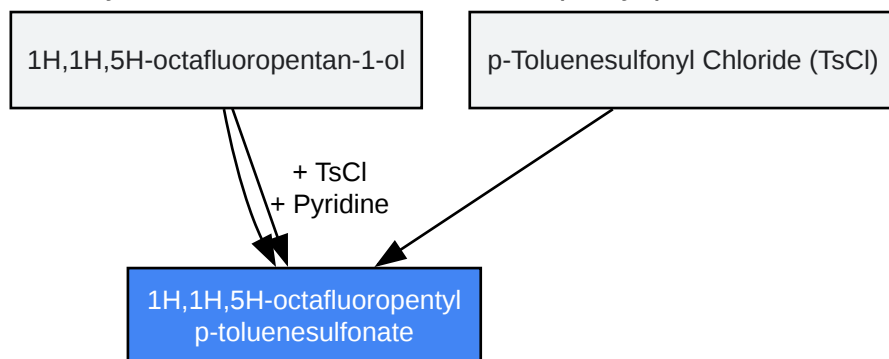 1H,1H,5H-octafluoropentan-1-ol
p-Toluenesulfonyl Chloride (TsCl)
+ TsCl
+ Pyridine
1H,1H,5H-octafluoropentyl
p-toluenesulfonate